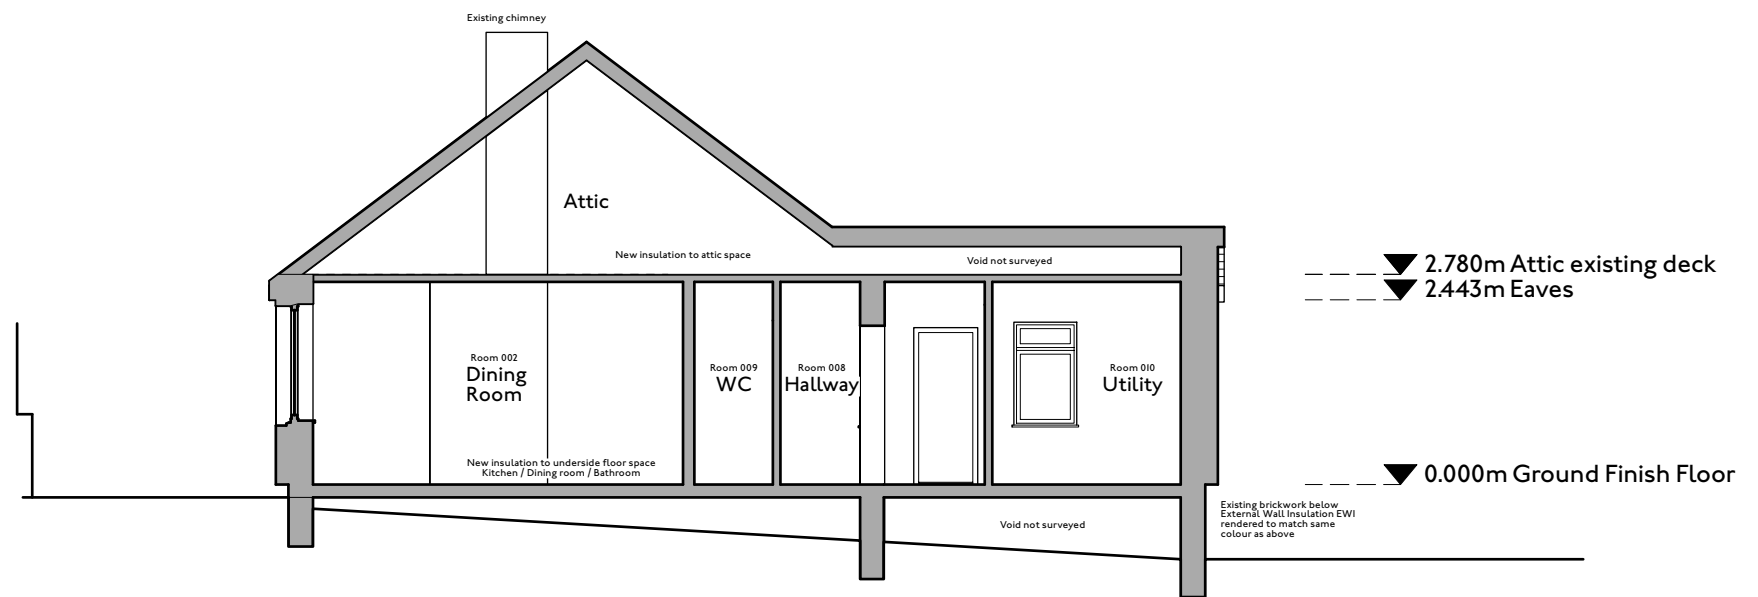 Existing chimney
Attic
New insulation to attic space
Void not surveyed
2.780m Attic existing deck
2.443m Eaves
Room 002
Dining
Room
Room 009
WC
Room 008
Hallway
Room 010
Utility
New insulation to underside floor space
Kitchen / Dining room / Bathroom
0.000m Ground Finish Floor
Void not surveyed
Existing brickwork below
External Wall Insulation EWI
rendered to match same
colour as above